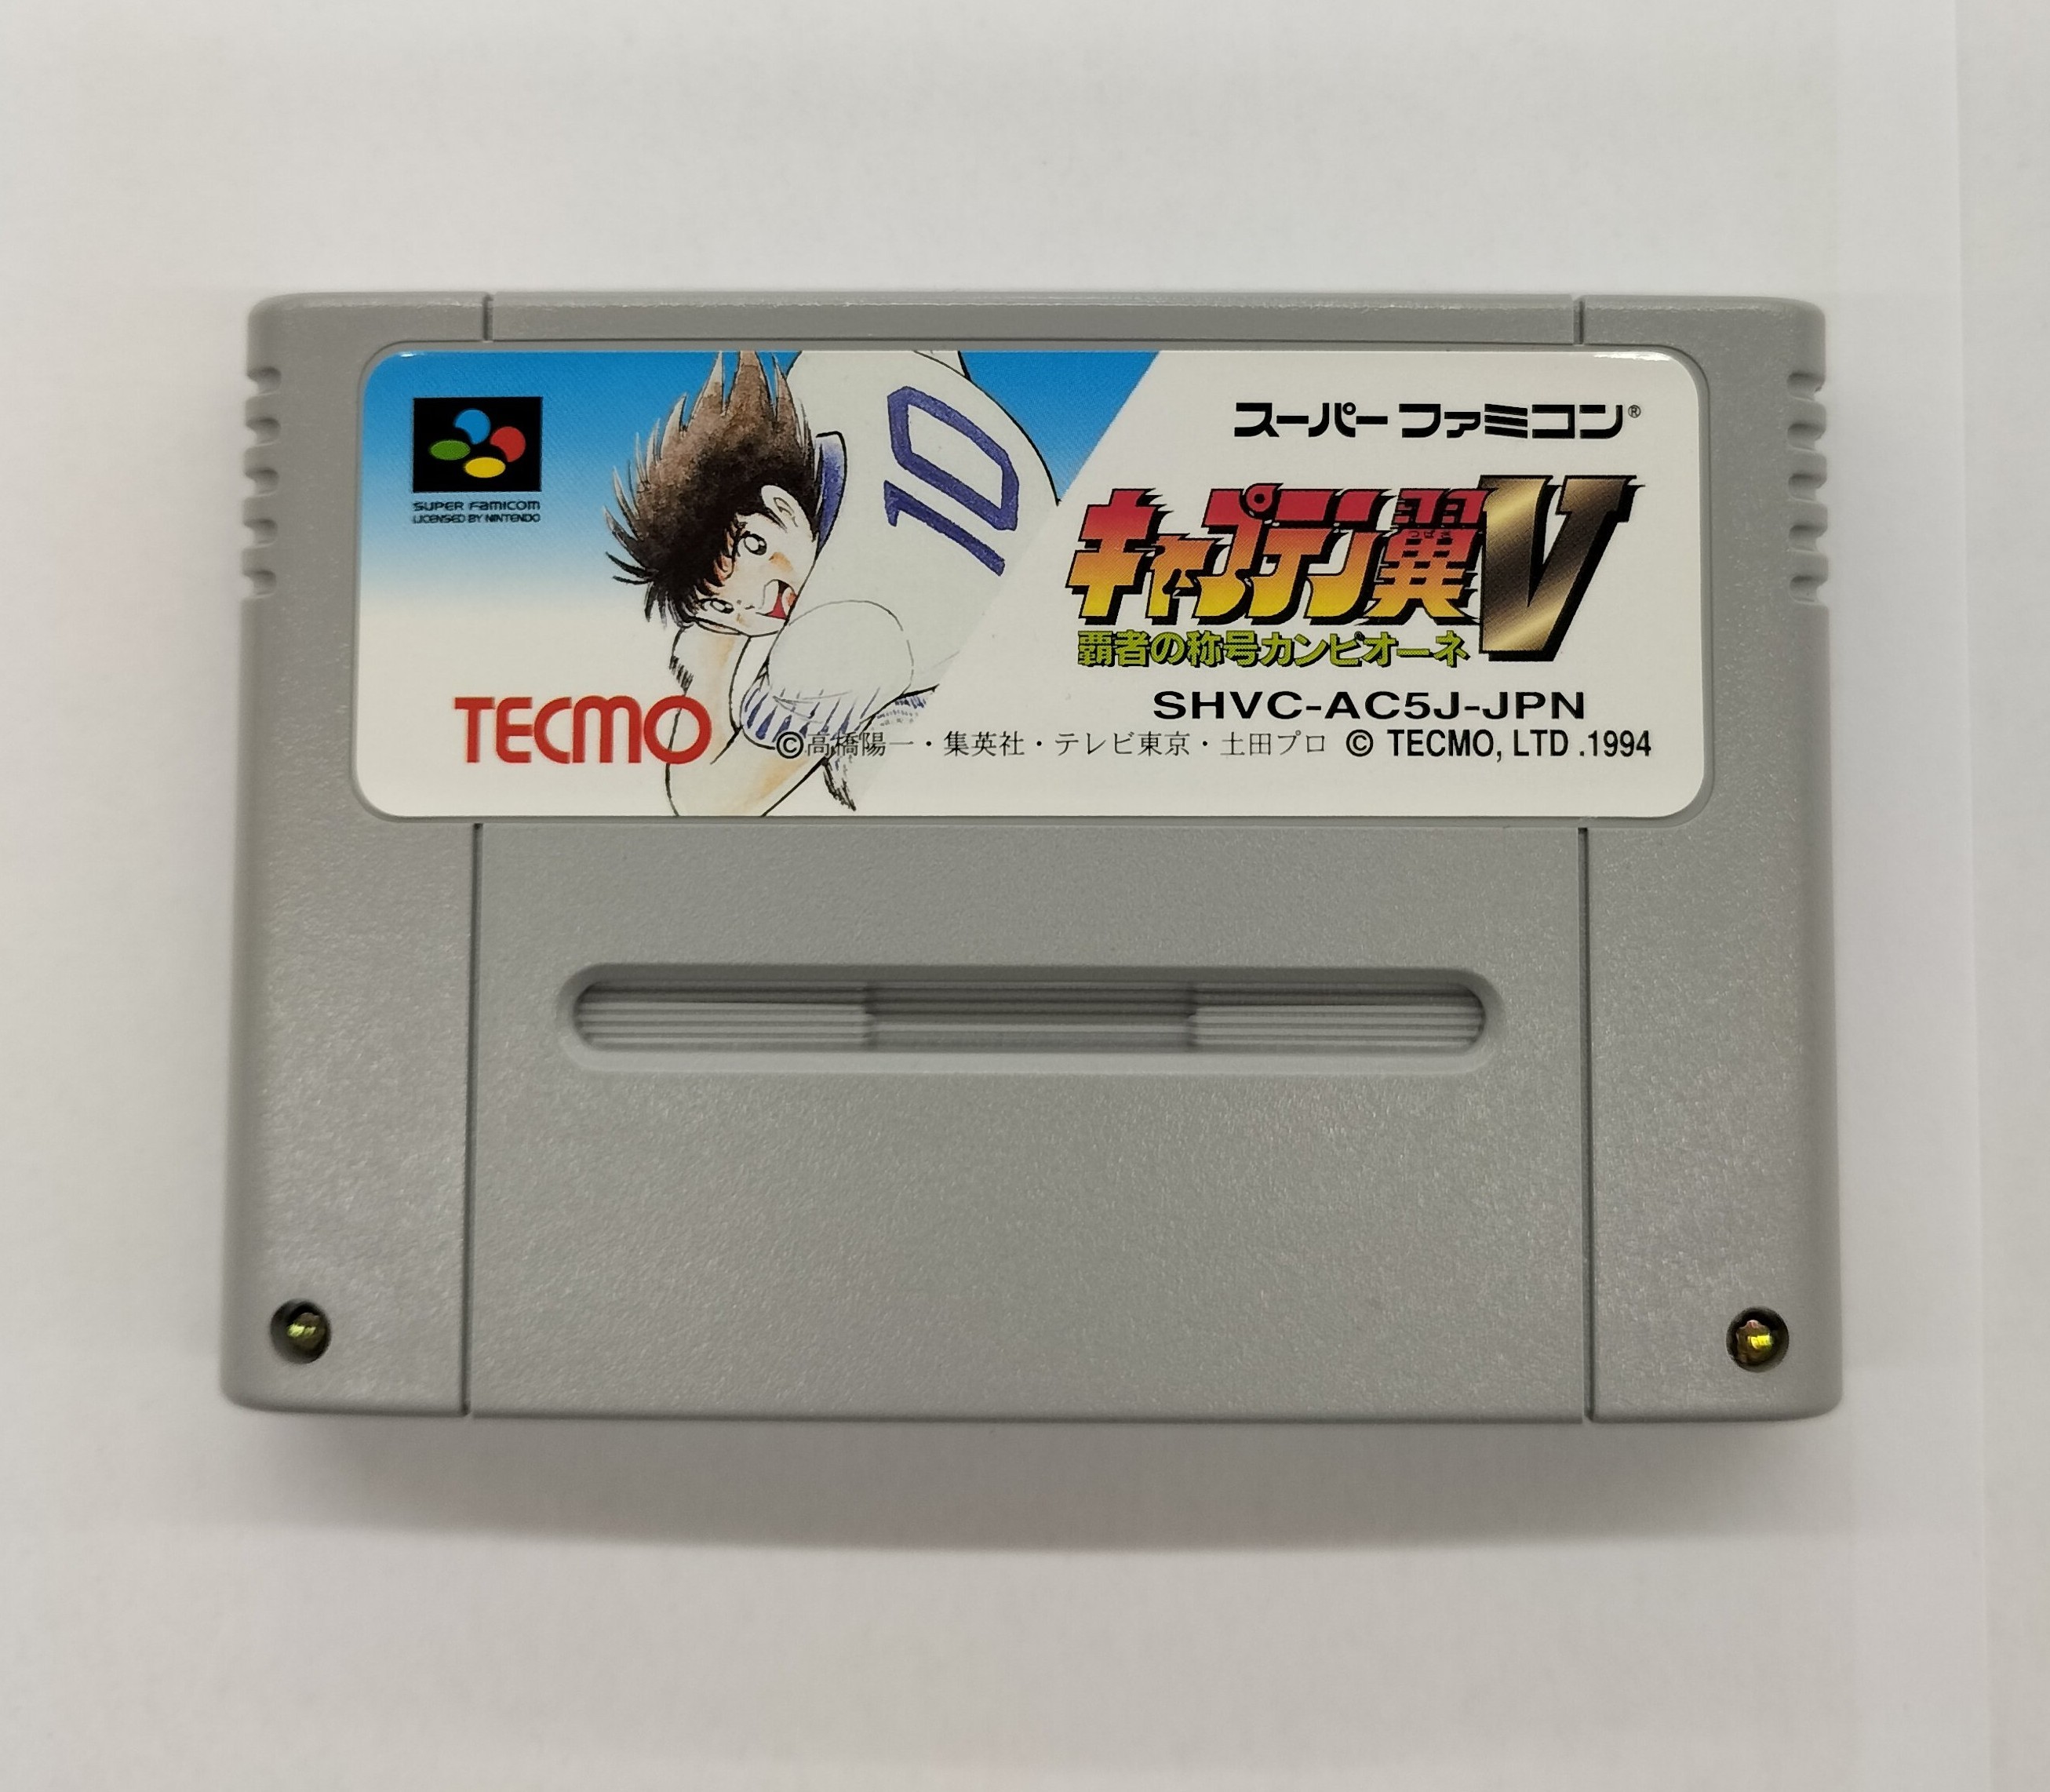 スーパーファミコン®
SUPER FAMICOM
LICENSED BY NINTENDO
10
キャプテン翼V
つばさ
覇者の称号カンピオーネ
TECMO
SHVC-AC5J-JPN
©高橋陽一・集英社・テレビ東京・土田プロ © TECMO, LTD .1994